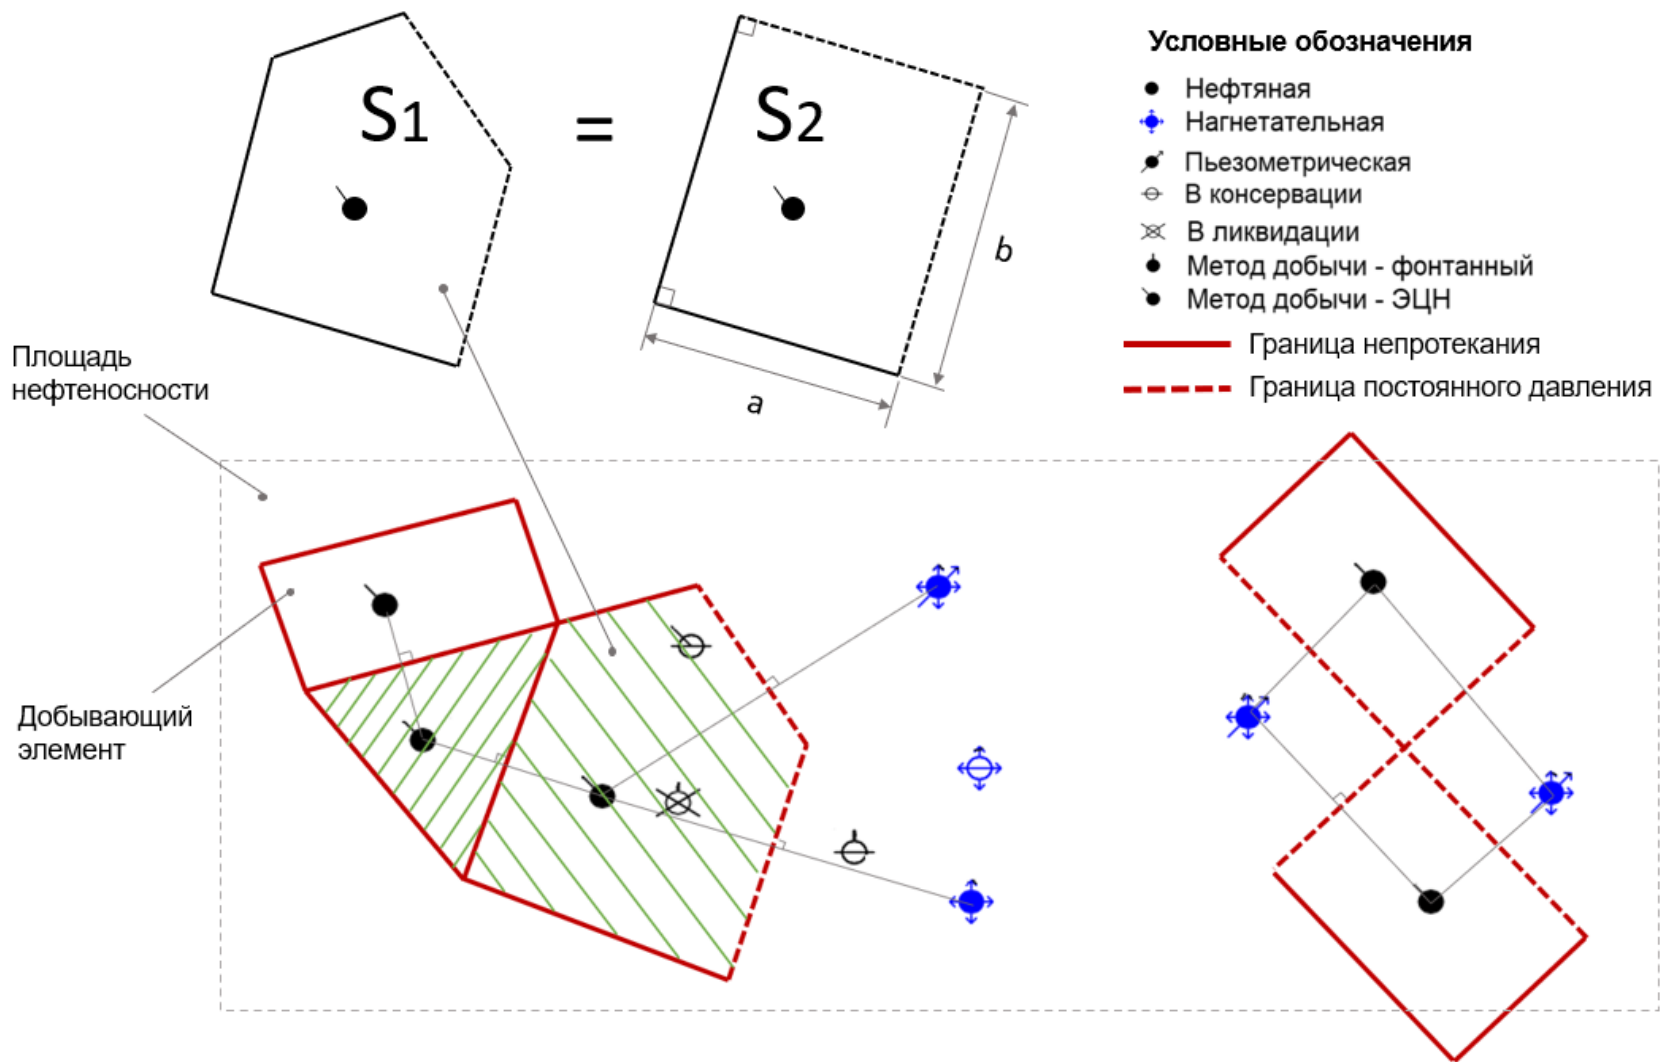 S1
=
S2
a
b
Условные обозначения
Нефтяная
Нагнетательная
Пьезометрическая
В консервации
В ликвидации
Метод добычи - фонтанный
Метод добычи - ЭЦН
Граница непротекания
Граница постоянного давления
Площадь
нефтеносности
Добывающий
элемент